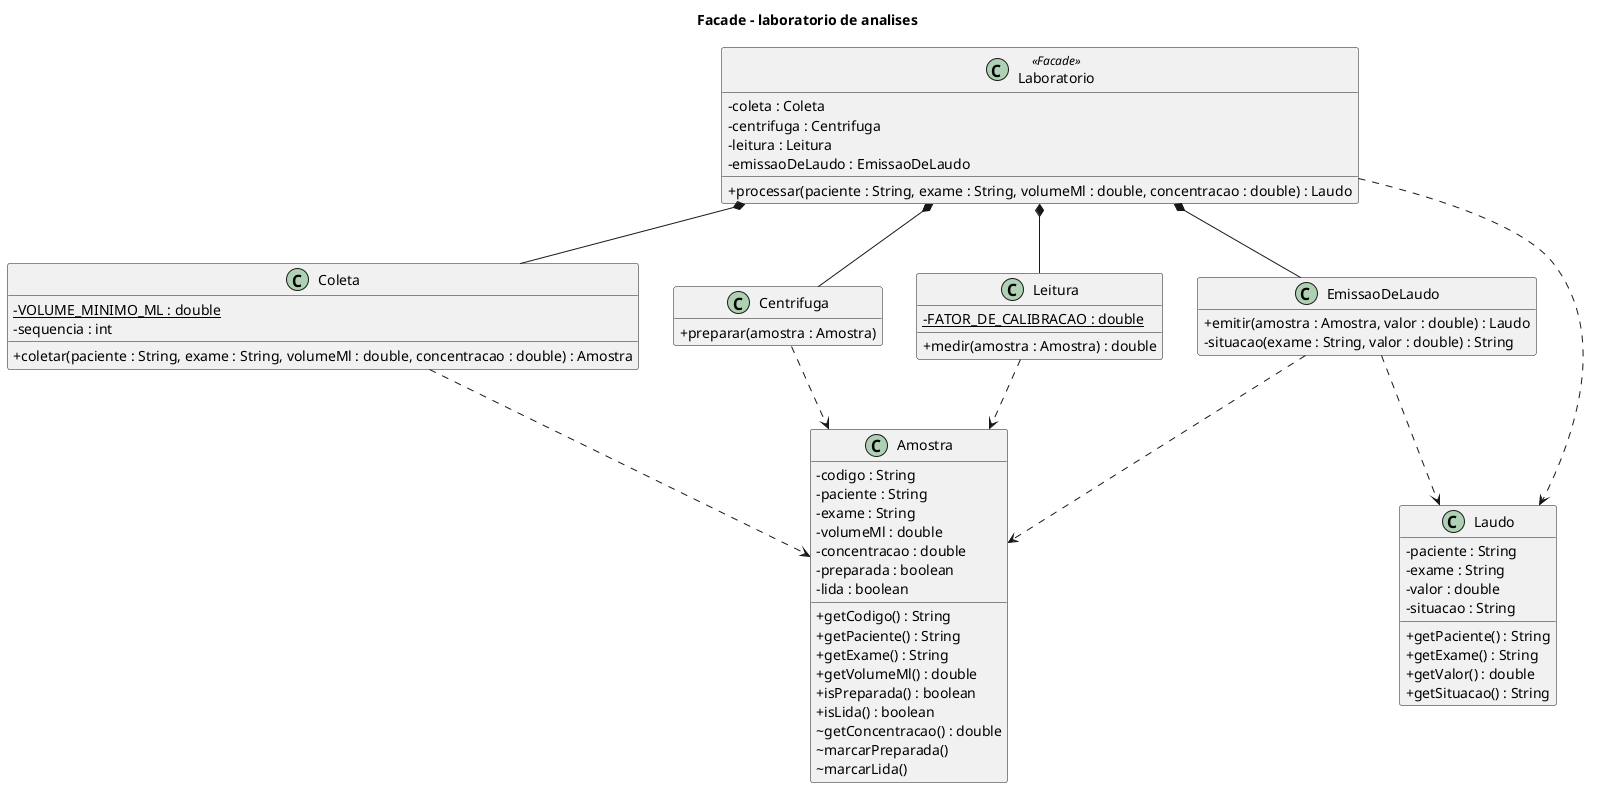 Facade - laboratorio de analises
«Facade»
C Laboratorio
-coleta : Coleta
-centrifuga : Centrifuga
-leitura : Leitura
-emissaoDeLaudo : EmissaoDeLaudo
+processar(paciente : String, exame : String, volumeMl : double, concentracao : double) : Laudo
C Coleta
-VOLUME_MINIMO_ML : double
-sequencia : int
+coletar(paciente : String, exame : String, volumeMl : double, concentracao : double) : Amostra
C Centrifuga
+preparar(amostra : Amostra)
C Leitura
-FATOR_DE_CALIBRACAO : double
+medir(amostra : Amostra) : double
C EmissaoDeLaudo
+emitir(amostra : Amostra, valor : double) : Laudo
-situacao(exame : String, valor : double) : String
C Amostra
-codigo : String
-paciente : String
-exame : String
-volumeMl : double
-concentracao : double
-preparada : boolean
-lida : boolean
+getCodigo() : String
+getPaciente() : String
+getExame() : String
+getVolumeMl() : double
+isPreparada() : boolean
+isLida() : boolean
~getConcentracao() : double
~marcarPreparada()
~marcarLida()
C Laudo
-paciente : String
-exame : String
-valor : double
-situacao : String
+getPaciente() : String
+getExame() : String
+getValor() : double
+getSituacao() : String